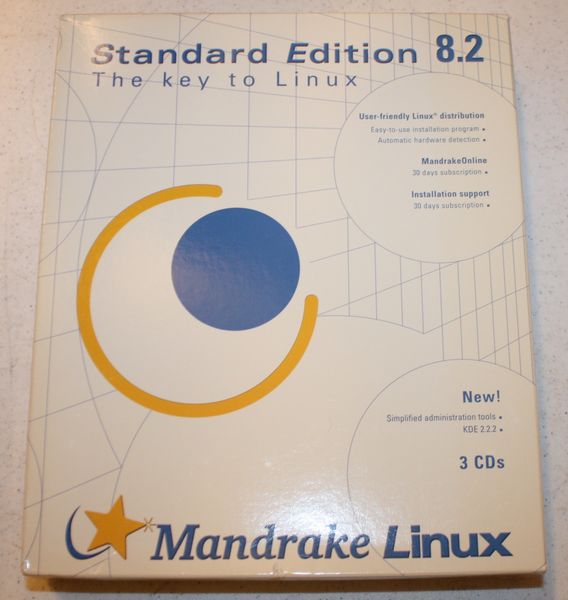 Standard Edition 8.2
The key to Linux
User-friendly Linux® distribution
Easy-to-use installation program •
Automatic hardware detection •
MandrakeOnline
30 days subscription •
Installation support
30 days subscription •
New!
Simplified administration tools •
KDE 2.2.2 •
3 CDs
Mandrake Linux